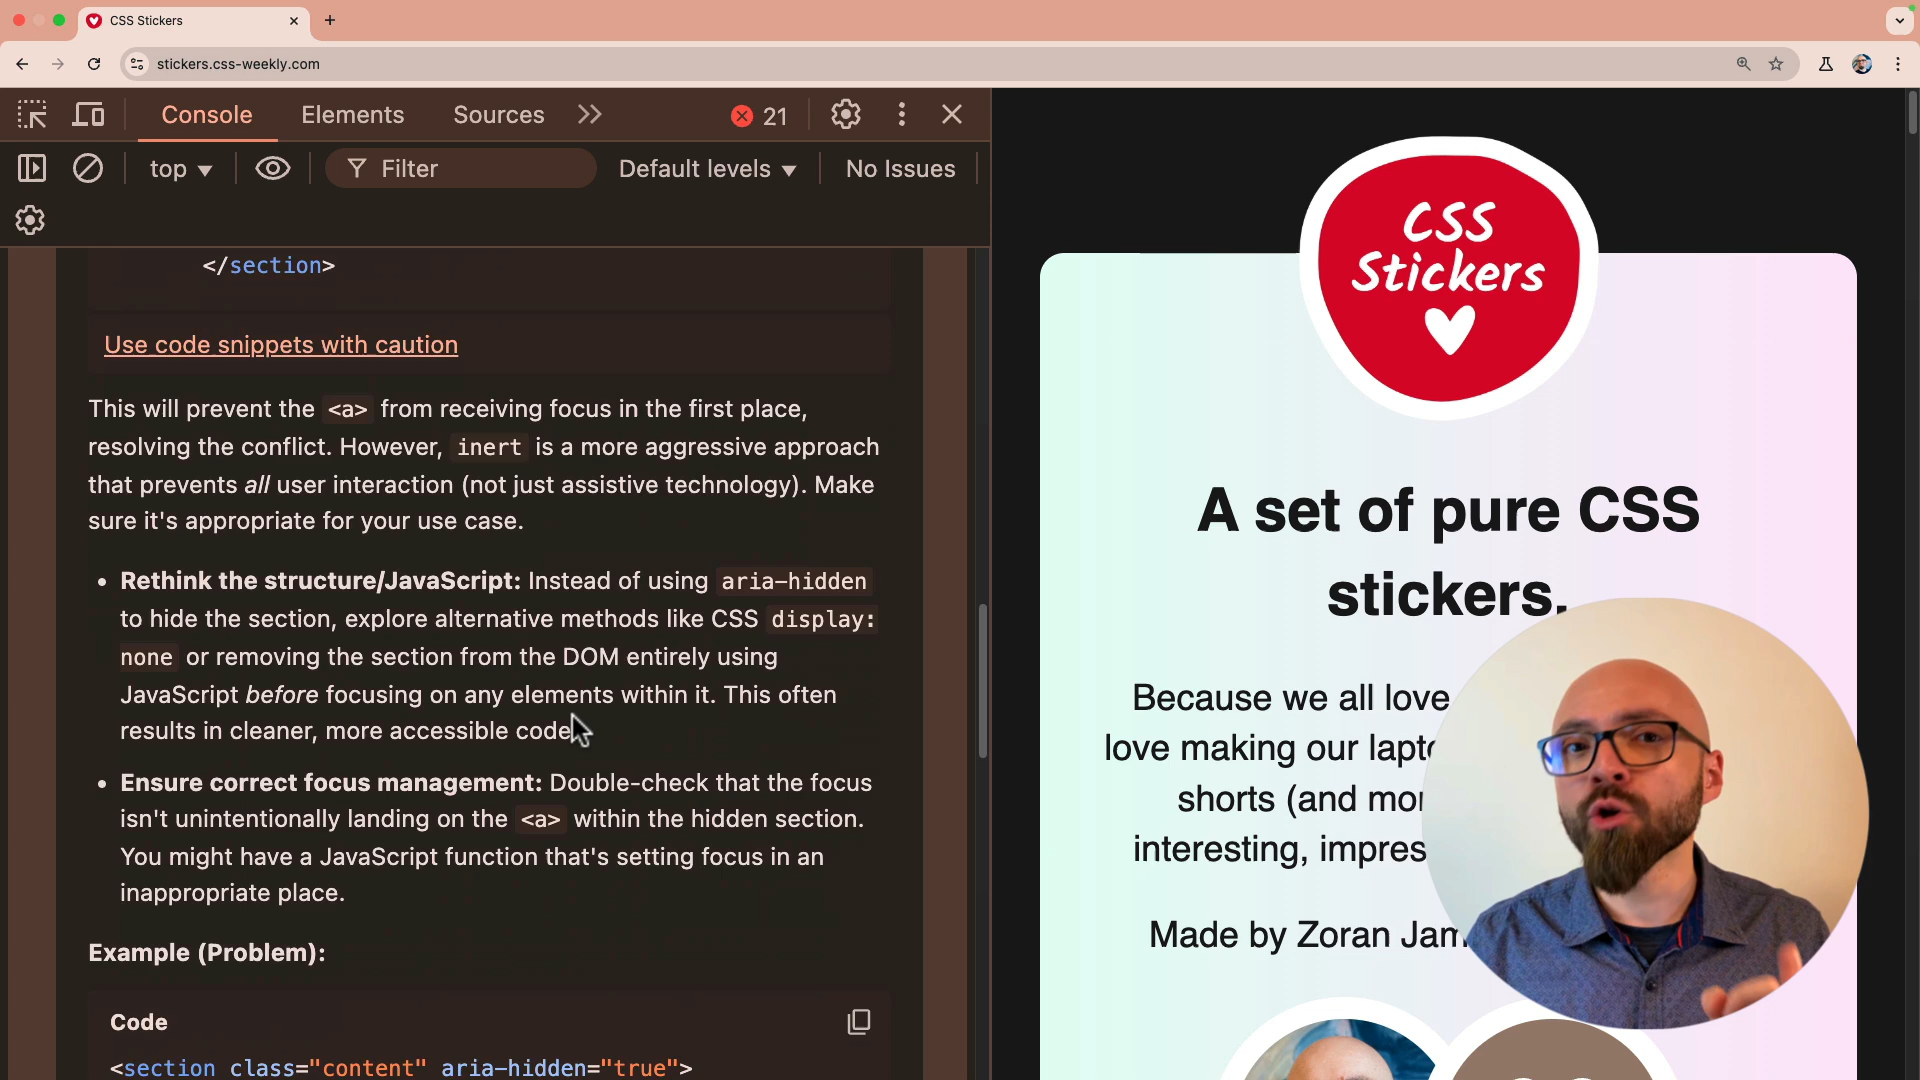 CSS Stickers
stickers.css-weekly.com
Console
Elements
Sources
21
top
Filter
Default levels
No Issues
</section>
Use code snippets with caution
This will prevent the <a> from receiving focus in the first place,
resolving the conflict. However, inert is a more aggressive approach
that prevents all user interaction (not just assistive technology). Make
sure it's appropriate for your use case.
• Rethink the structure/JavaScript: Instead of using aria-hidden
to hide the section, explore alternative methods like CSS display:
none or removing the section from the DOM entirely using
JavaScript before focusing on any elements within it. This often
results in cleaner, more accessible code
• Ensure correct focus management: Double-check that the focus
isn't unintentionally landing on the <a> within the hidden section.
You might have a JavaScript function that's setting focus in an
inappropriate place.
Example (Problem):
Code
<section class="content" aria-hidden="true">
CSS
Stickers
A set of pure CSS
stickers.
Because we all love
love making our lapt
shorts (and mo
interesting, impres
Made by Zoran Jam